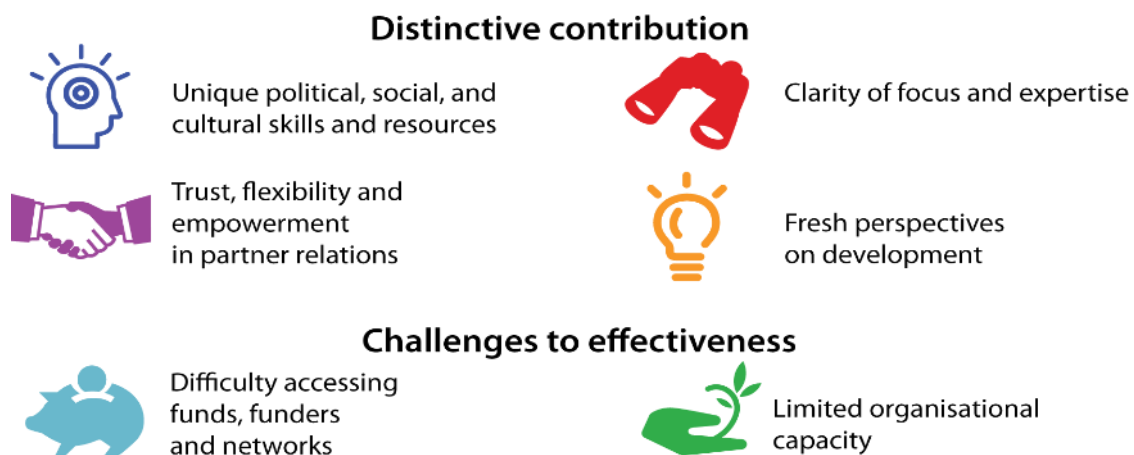 Distinctive contribution
Unique political, social, and
cultural skills and resources
Clarity of focus and expertise
Trust, flexibility and
empowerment
in partner relations
Fresh perspectives
on development
Challenges to effectiveness
Difficulty accessing
funds, funders
and networks
Limited organisational
capacity